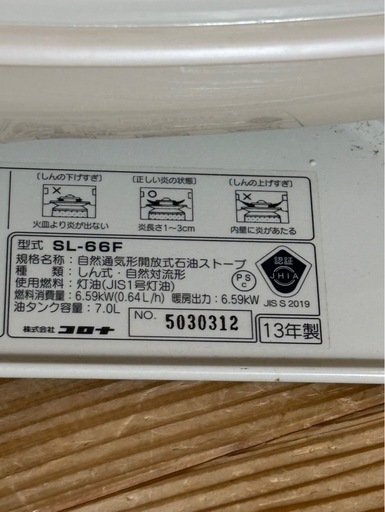 (しんの下げすぎ) (正しい炎の状態) (しんの上げすぎ)
火皿より炎が出ない 炎長さ1~3cm 内筒に炎があたる
型式 SL-66F
規格名称:自然通気形開放式石油ストーブ
種類:しん式・自然対流形
使用燃料:灯油(JIS1号灯油)
燃料消費量:6.59kW(0.64L/h) 暖房出力:6.59kW
油タンク容量:7.0L
PSC
認証
JHIA
JIS S 2019
株式会社 コロナ
NO. 5030312
13年製